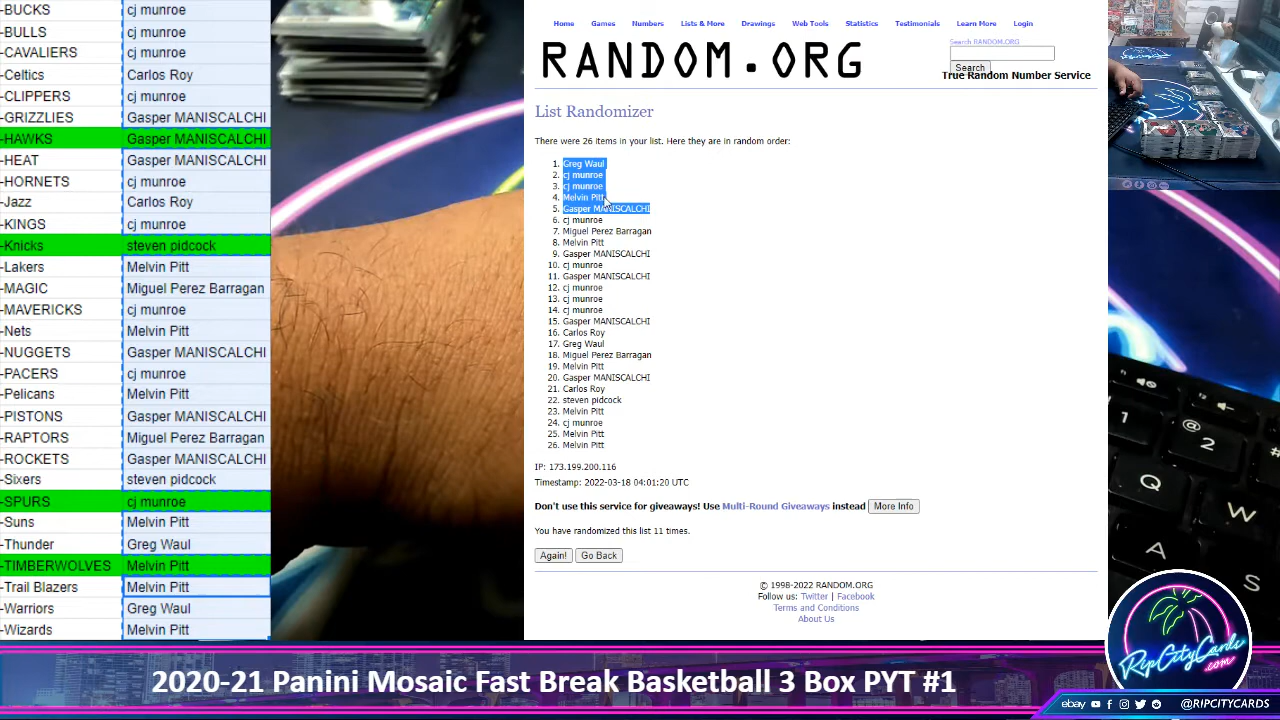 -BUCKS cj munroe
-BULLS cj munroe
-CAVALIERS cj munroe
-Celtics Carlos Roy
-CLIPPERS cj munroe
-GRIZZLIES Gasper MANISCALCHI
-HAWKS Gasper MANISCALCHI
-HEAT Gasper MANISCALCHI
-HORNETS cj munroe
-Jazz Carlos Roy
-KINGS cj munroe
-Knicks steven pidcock
-Lakers Melvin Pitt
-MAGIC Miguel Perez Barragan
-MAVERICKS cj munroe
-Nets Melvin Pitt
-NUGGETS Gasper MANISCALCHI
-PACERS cj munroe
-Pelicans Melvin Pitt
-PISTONS Gasper MANISCALCHI
-RAPTORS Miguel Perez Barragan
-ROCKETS Gasper MANISCALCHI
-Sixers steven pidcock
-SPURS cj munroe
-Suns Melvin Pitt
-Thunder Greg Waul
-TIMBERWOLVES Melvin Pitt
-Trail Blazers Melvin Pitt
-Warriors Greg Waul
-Wizards Melvin Pitt
Home Games Numbers Lists & More Drawings Web Tools Statistics Testimonials Learn More Login
RANDOM.ORG
Search RANDOM.ORG
Search
True Random Number Service
List Randomizer
There were 26 items in your list. Here they are in random order:
1. Greg Waul
2. cj munroe
3. cj munroe
4. Melvin Pitt
5. Gasper MANISCALCHI
6. cj munroe
7. Miguel Perez Barragan
8. Melvin Pitt
9. Gasper MANISCALCHI
10. cj munroe
11. Gasper MANISCALCHI
12. cj munroe
13. cj munroe
14. cj munroe
15. Gasper MANISCALCHI
16. Carlos Roy
17. Greg Waul
18. Miguel Perez Barragan
19. Melvin Pitt
20. Gasper MANISCALCHI
21. Carlos Roy
22. steven pidcock
23. Melvin Pitt
24. cj munroe
25. Melvin Pitt
26. Melvin Pitt
IP: 173.199.200.116
Timestamp: 2022-03-18 04:01:20 UTC
Don't use this service for giveaways! Use Multi-Round Giveaways instead More Info
You have randomized this list 11 times.
Again! Go Back
© 1998-2022 RANDOM.ORG
Follow us: Twitter | Facebook
Terms and Conditions
About Us
1
2
W
A
S
RipCityCards
.com
2020-21 Panini Mosaic Fast Break Basketball 3 Box PYT #1
ebay @RIPCITYCARDS